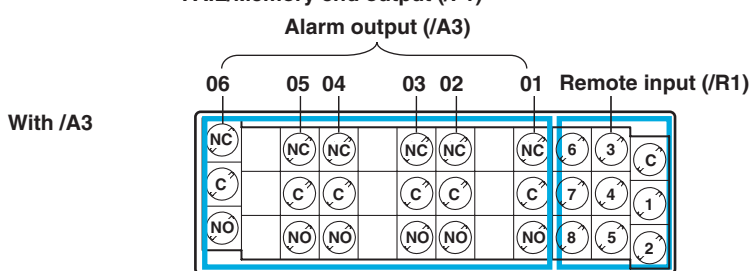 Alarm output (/A3)
06 05 04 03 02 01 Remote input (/R1)
With /A3
NC NC NC NC NC NC 6 3 C
C C C C C C 7 4 1
NO NO NO NO NO NO 8 5 2